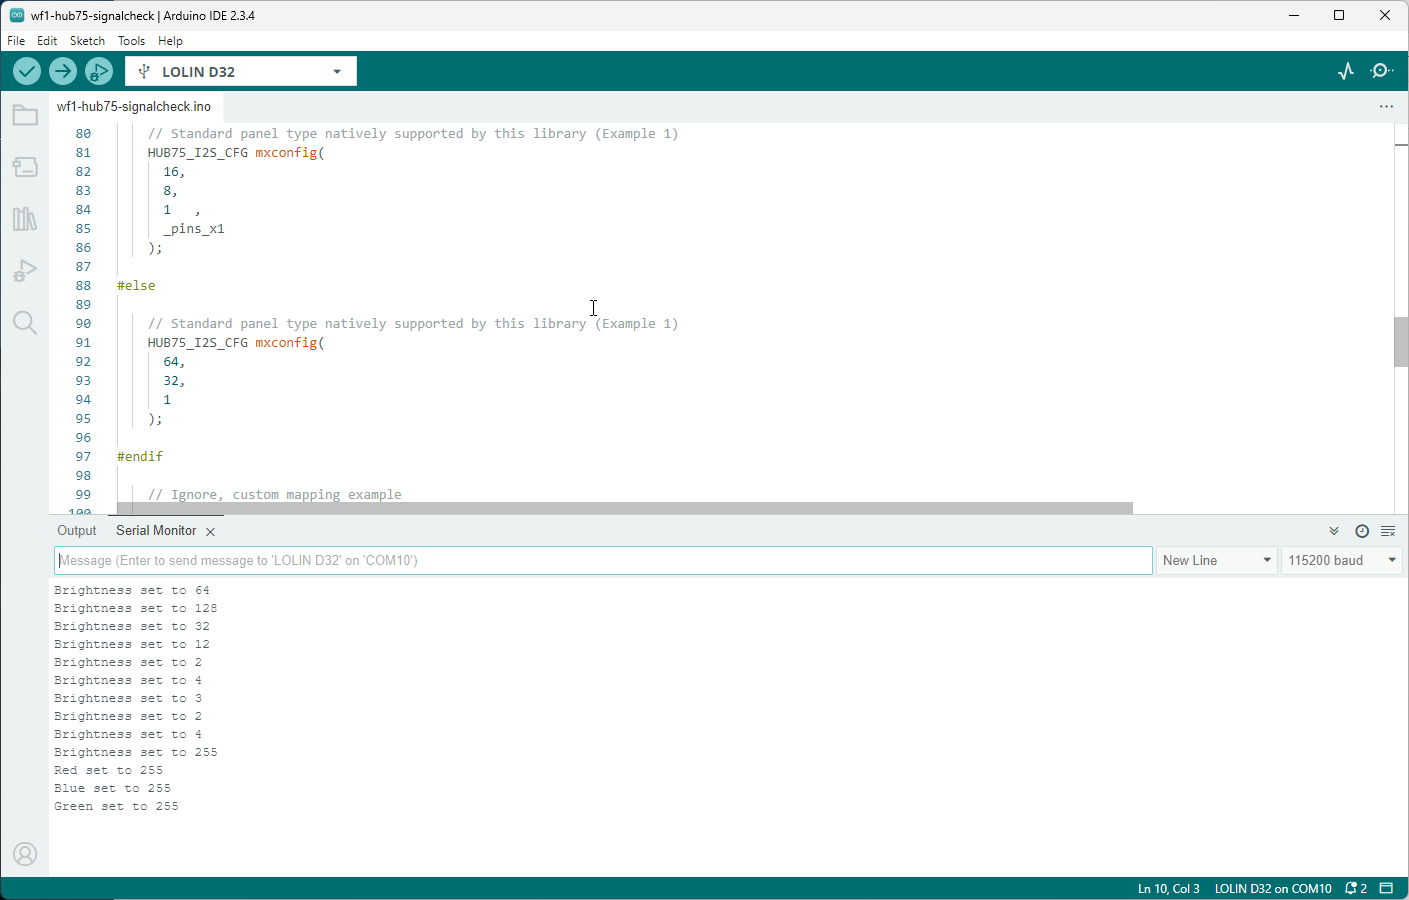 wf1-hub75-signalcheck | Arduino IDE 2.3.4
File Edit Sketch Tools Help
LOLIN D32
wf1-hub75-signalcheck.ino
80 // Standard panel type natively supported by this library (Example 1)
81 HUB75_I2S_CFG mxconfig(
82 16,
83 8,
84 1   ,
85 _pins_x1
86 );
87
88 #else
89
90 // Standard panel type natively supported by this library (Example 1)
91 HUB75_I2S_CFG mxconfig(
92 64,
93 32,
94 1
95 );
96
97 #endif
98
99 // Ignore, custom mapping example
100
Output Serial Monitor
Message (Enter to send message to 'LOLIN D32' on 'COM10') New Line 115200 baud
Brightness set to 64
Brightness set to 128
Brightness set to 32
Brightness set to 12
Brightness set to 2
Brightness set to 4
Brightness set to 3
Brightness set to 2
Brightness set to 4
Brightness set to 255
Red set to 255
Blue set to 255
Green set to 255
Ln 10, Col 3 LOLIN D32 on COM10 2